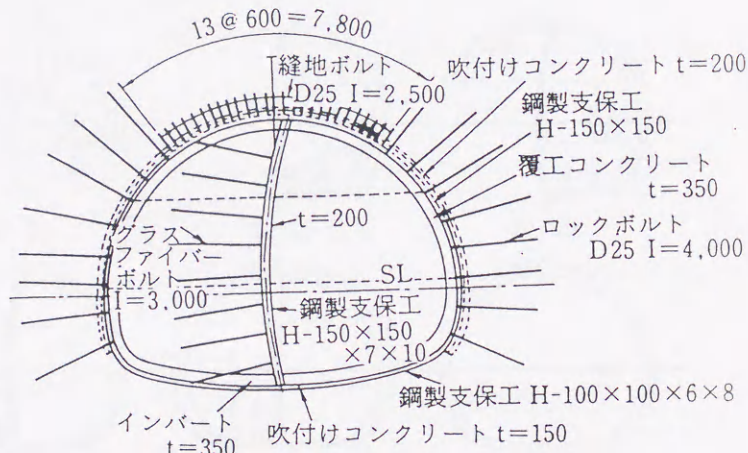 13@600=7,800
縫地ボルト
D25 I=2,500
吹付けコンクリート t=200
鋼製支保工
H-150×150
覆工コンクリート
t=350
ロックボルト
D25 I=4,000
t=200
グラス
ファイバー
ボルト
I=3,000
SL
鋼製支保工
H-150×150
×7×10
鋼製支保工 H-100×100×6×8
インバート
t=350
吹付けコンクリート t=150